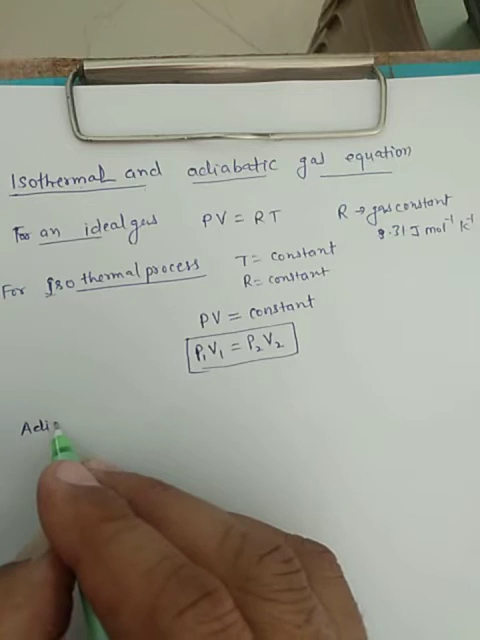 Isothermal and adiabatic gas equation
For an ideal gas PV = RT R → gas constant
8.31 J mol⁻¹ K⁻¹
For Iso thermal process T = constant
R = constant
PV = constant
P₁V₁ = P₂V₂
Adi